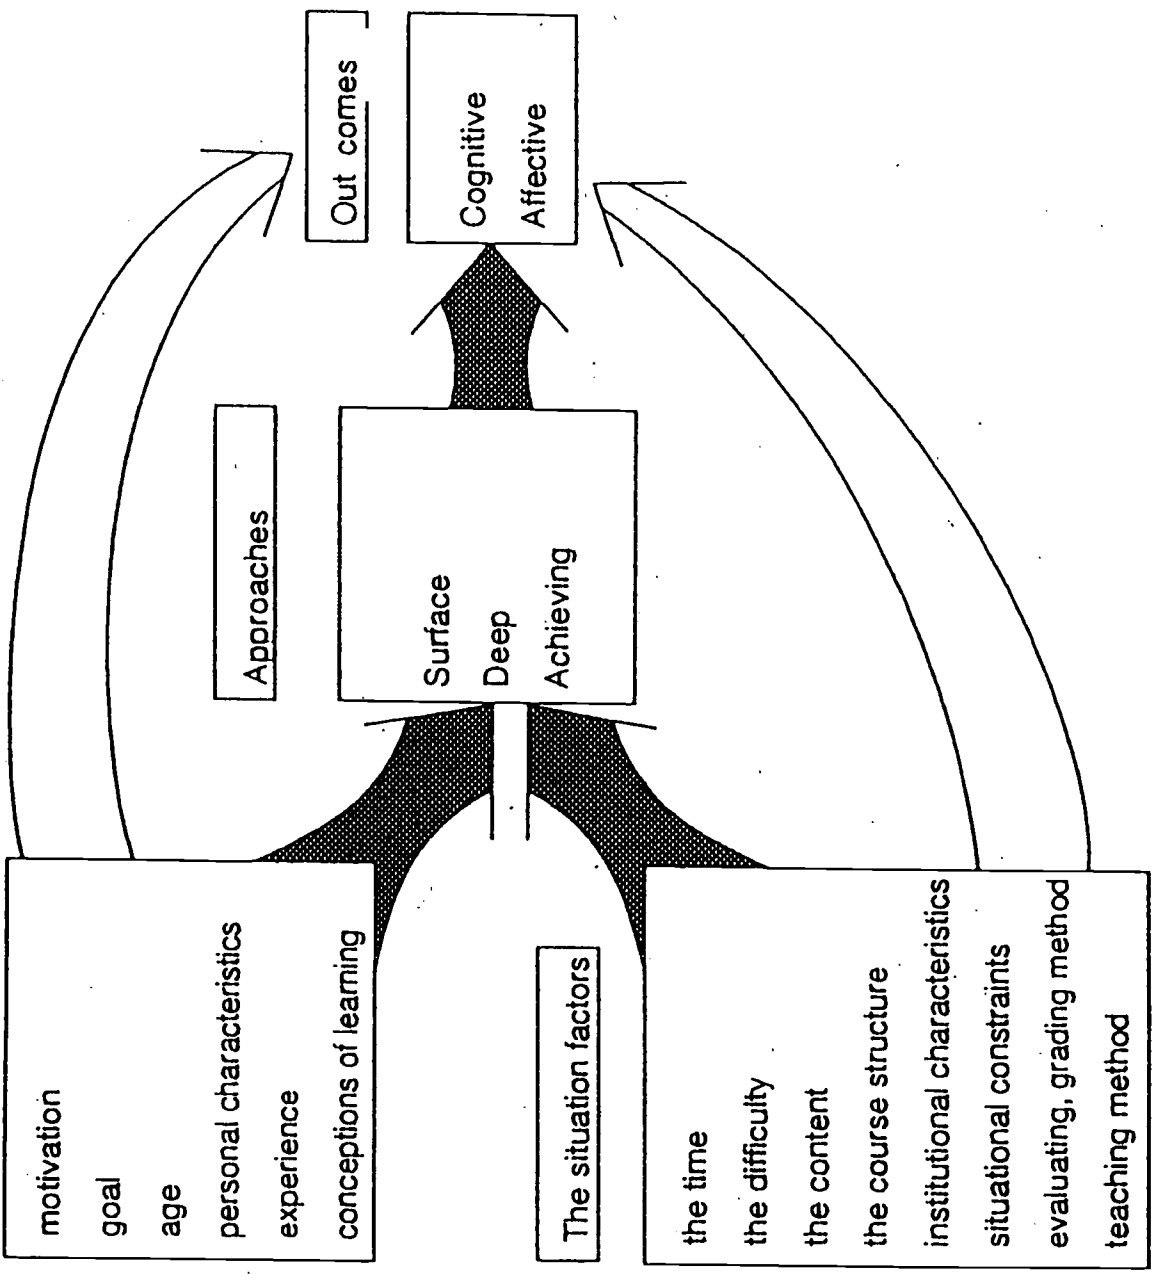 motivation
goal
age
personal characteristics
experience
conceptions of learning
The situation factors
the time
the difficulty
the content
the course structure
institutional characteristics
situational constraints
evaluating, grading method
teaching method
Approaches
Surface
Deep
Achieving
Out comes
Cognitive
Affective